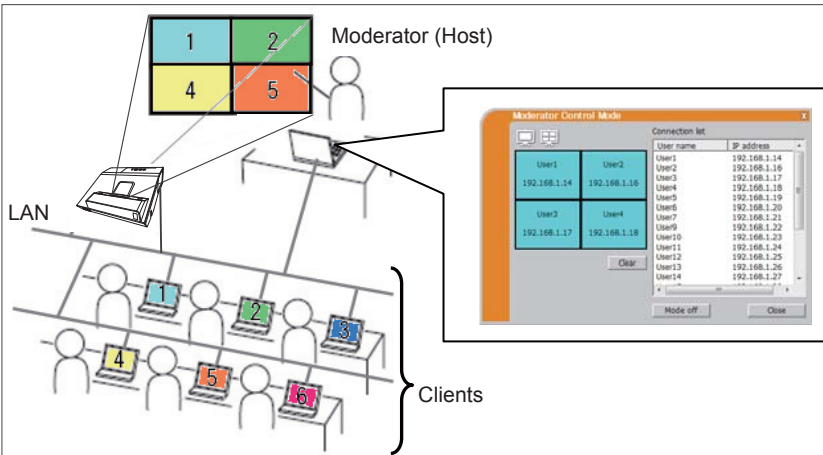 1
2
4
5
Moderator (Host)
LAN
1
2
3
4
5
6
Clients
Moderator Control Mode
X
User1
192.168.1.14
User2
192.168.1.16
User3
192.168.1.17
User4
192.168.1.18
Clear
Connection list
User name IP address
User1 192.168.1.14
User2 192.168.1.16
User3 192.168.1.17
User4 192.168.1.18
User5 192.168.1.19
User6 192.168.1.20
User7 192.168.1.21
User9 192.168.1.22
User10 192.168.1.23
User11 192.168.1.24
User12 192.168.1.25
User13 192.168.1.26
User14 192.168.1.27
Mode off
Close